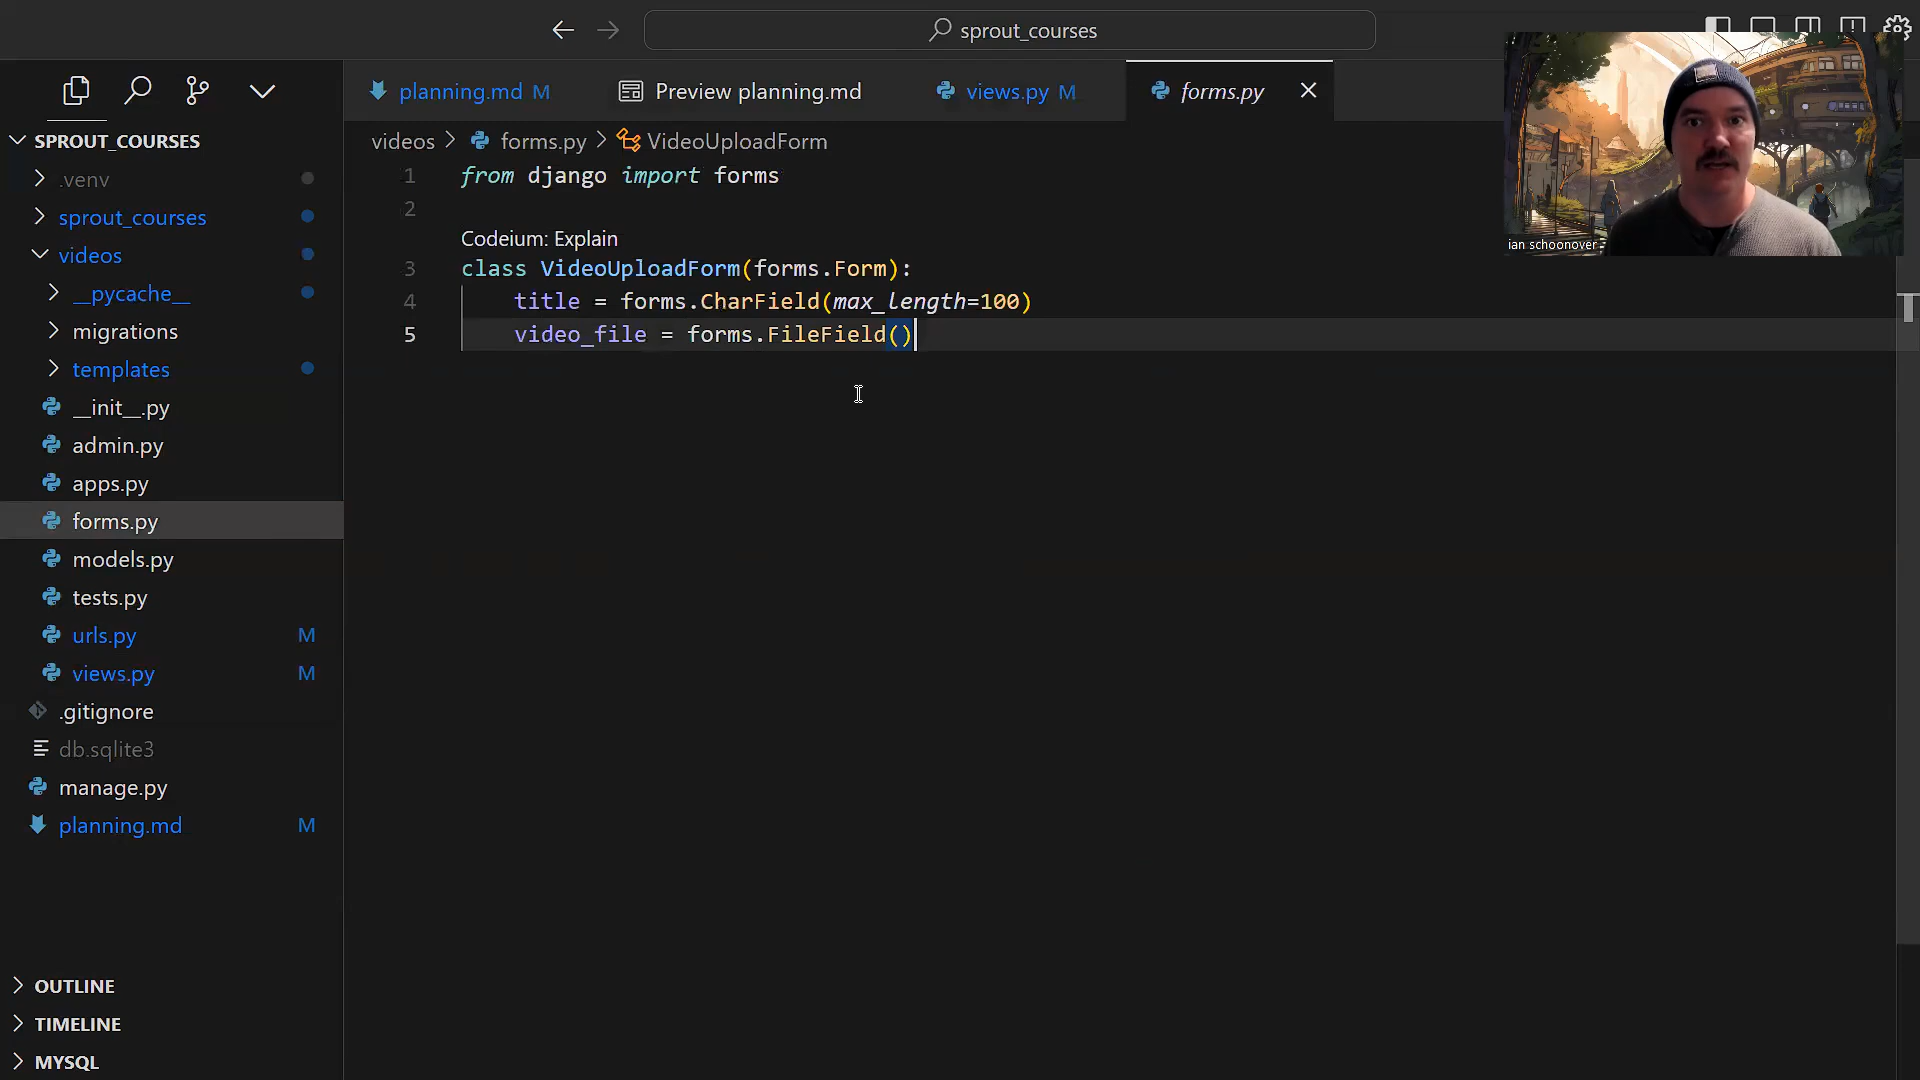 sprout_courses
planning.md M
Preview planning.md
views.py M
forms.py
videos > forms.py > VideoUploadForm
SPROUT_COURSES
.venv
sprout_courses
videos
__pycache__
migrations
templates
__init__.py
admin.py
apps.py
forms.py
models.py
tests.py
urls.py M
views.py M
.gitignore
db.sqlite3
manage.py
planning.md M
OUTLINE
TIMELINE
MYSQL
1 from django import forms
2
Codeium: Explain
3 class VideoUploadForm(forms.Form):
4 title = forms.CharField(max_length=100)
5 video_file = forms.FileField()
ian schoonover